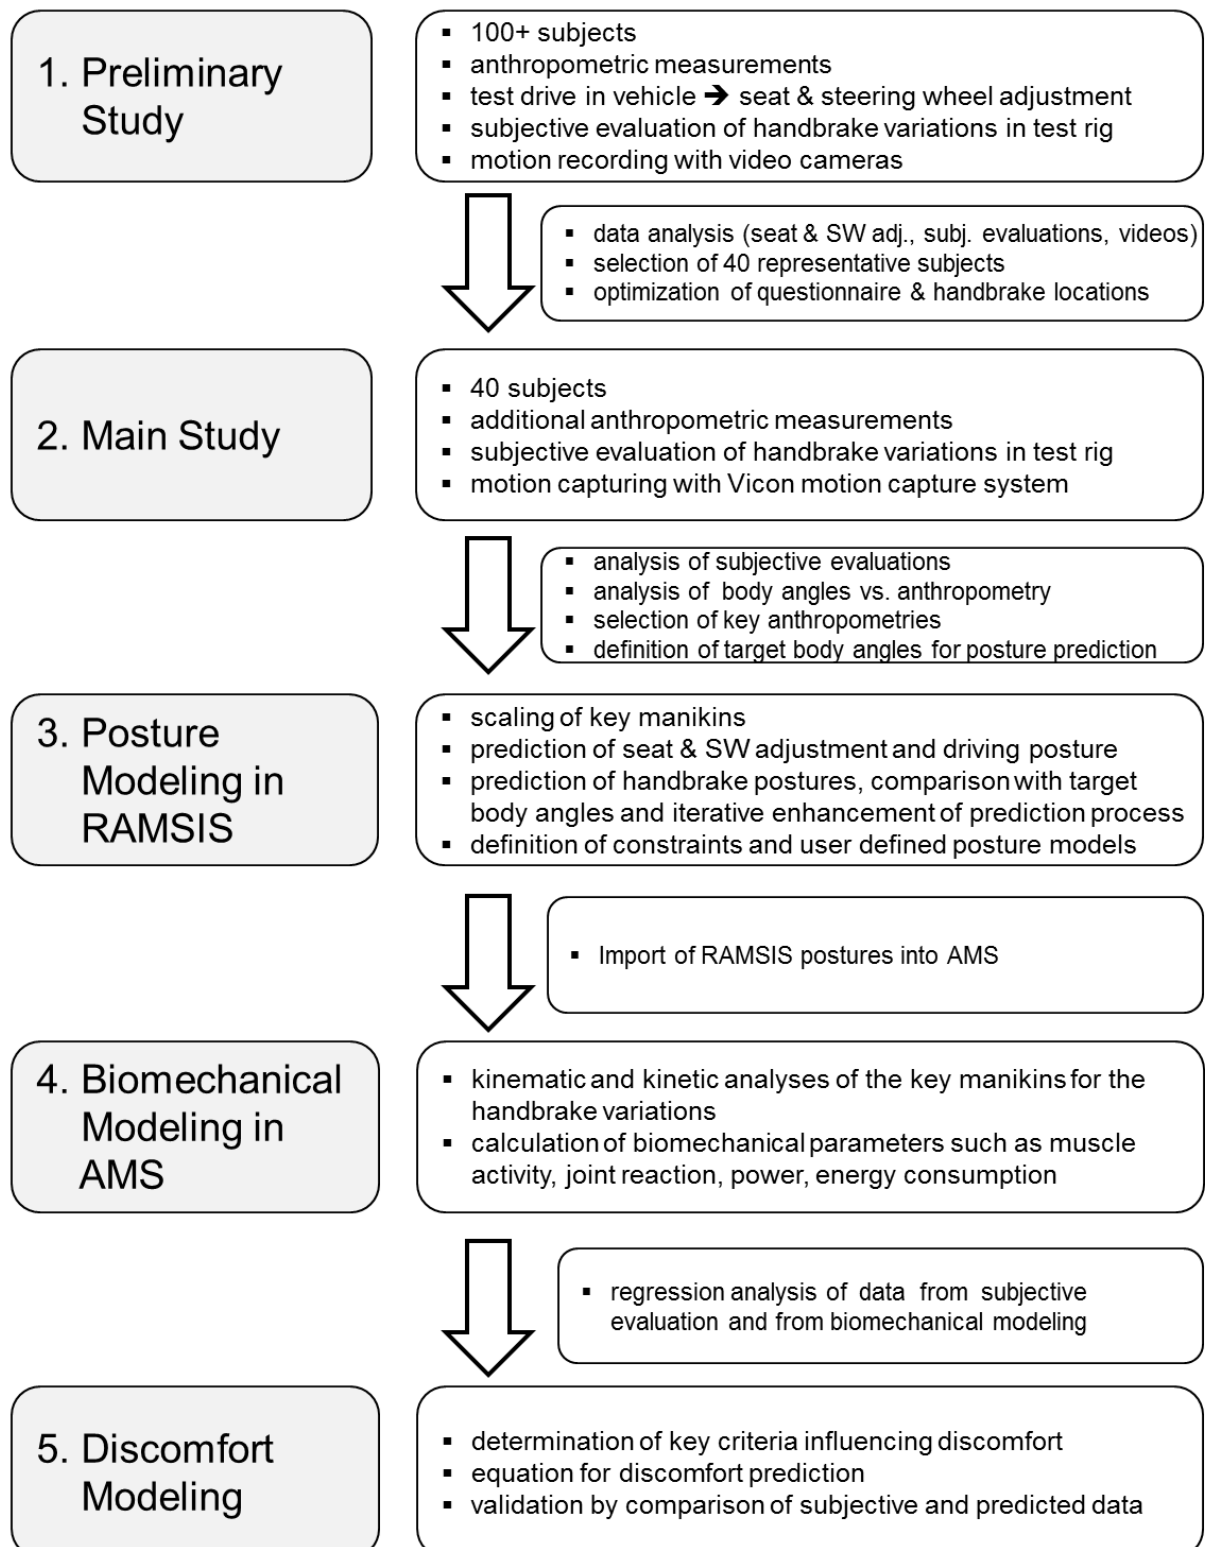 1. Preliminary
Study
▪ 100+ subjects
▪ anthropometric measurements
▪ test drive in vehicle ➔ seat & steering wheel adjustment
▪ subjective evaluation of handbrake variations in test rig
▪ motion recording with video cameras
▪ data analysis (seat & SW adj., subj. evaluations, videos)
▪ selection of 40 representative subjects
▪ optimization of questionnaire & handbrake locations
2. Main Study
▪ 40 subjects
▪ additional anthropometric measurements
▪ subjective evaluation of handbrake variations in test rig
▪ motion capturing with Vicon motion capture system
▪ analysis of subjective evaluations
▪ analysis of body angles vs. anthropometry
▪ selection of key anthropometries
▪ definition of target body angles for posture prediction
3. Posture
Modeling in
RAMSIS
▪ scaling of key manikins
▪ prediction of seat & SW adjustment and driving posture
▪ prediction of handbrake postures, comparison with target
body angles and iterative enhancement of prediction process
▪ definition of constraints and user defined posture models
▪ Import of RAMSIS postures into AMS
4. Biomechanical
Modeling in
AMS
▪ kinematic and kinetic analyses of the key manikins for the
handbrake variations
▪ calculation of biomechanical parameters such as muscle
activity, joint reaction, power, energy consumption
▪ regression analysis of data from subjective
evaluation and from biomechanical modeling
5. Discomfort
Modeling
▪ determination of key criteria influencing discomfort
▪ equation for discomfort prediction
▪ validation by comparison of subjective and predicted data